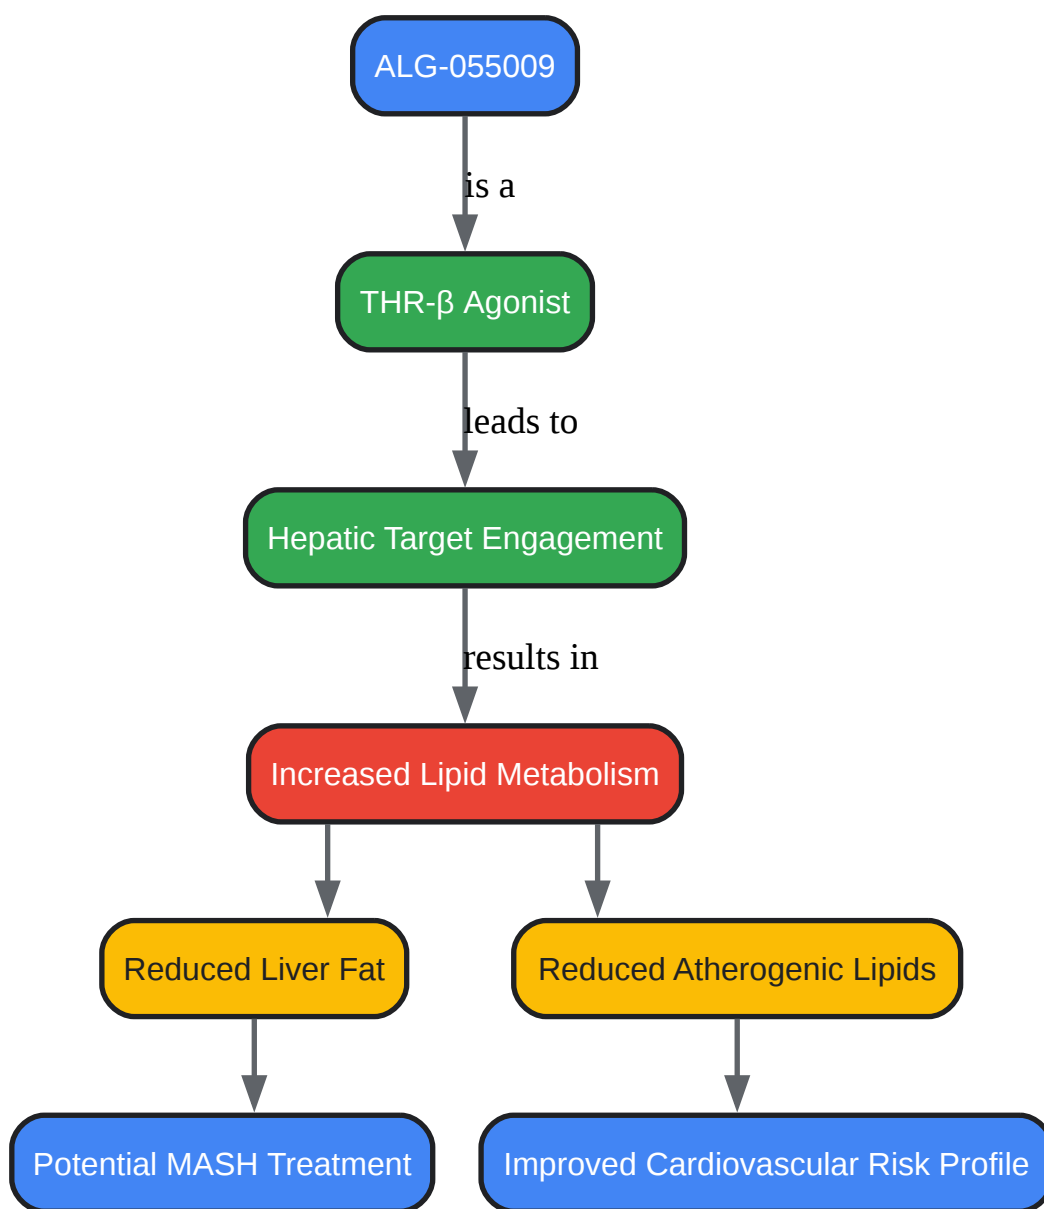 ALG-055009
is a
THR-β Agonist
leads to
Hepatic Target Engagement
results in
Increased Lipid Metabolism
Reduced Liver Fat
Reduced Atherogenic Lipids
Potential MASH Treatment
Improved Cardiovascular Risk Profile